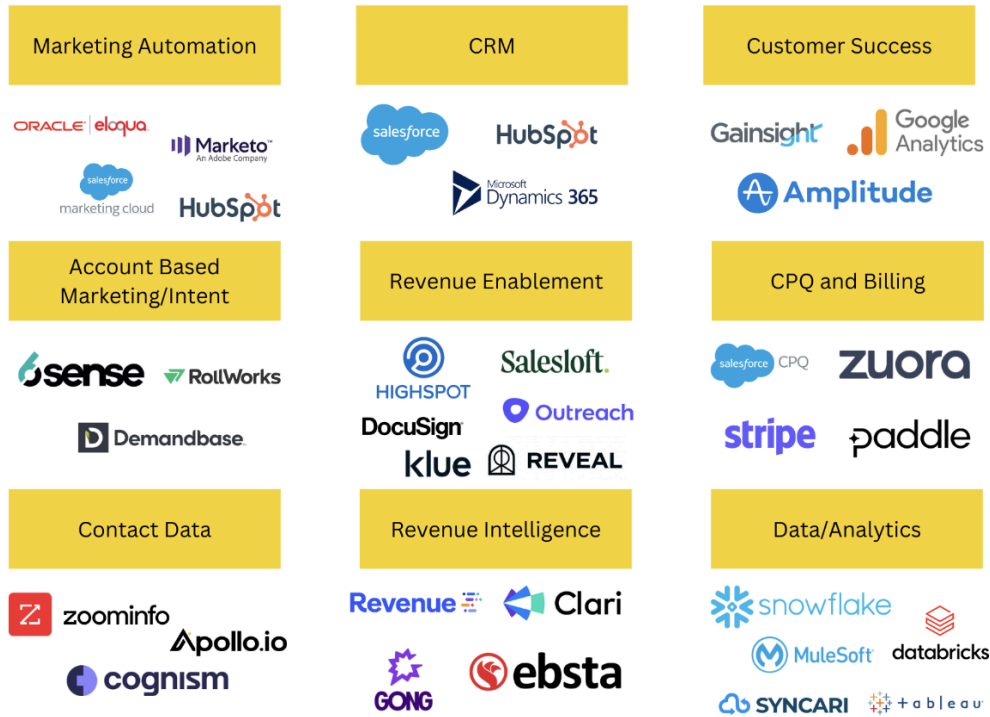 Marketing Automation
CRM
Customer Success
ORACLE | eloqua
Marketo™
An Adobe Company
salesforce
marketing cloud
HubSpot
salesforce
HubSpot
Microsoft
Dynamics 365
Gainsight
Google
Analytics
Amplitude
Account Based
Marketing/Intent
Revenue Enablement
CPQ and Billing
6sense
RollWorks
Demandbase
HIGHSPOT
Salesloft.
DocuSign
Outreach
klue
REVEAL
salesforce CPQ
zuora
stripe
paddle
Contact Data
Revenue Intelligence
Data/Analytics
zoominfo
Apollo.io
cognism
Revenue
Clari
GONG
ebsta
snowflake
MuleSoft
databricks
SYNCARI
+ableau